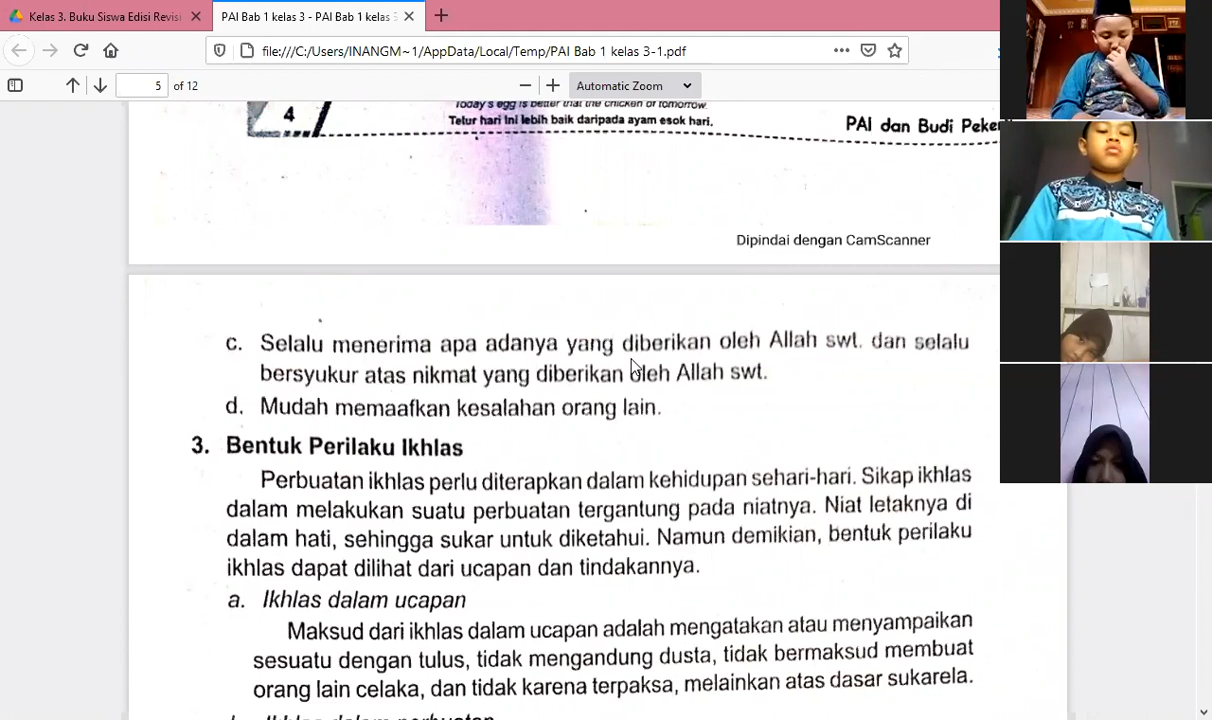 Kelas 3. Buku Siswa Edisi Revisi
PAI Bab 1 kelas 3 - PAI Bab 1 kelas 3
file:///C:/Users/INANGM~1/AppData/Local/Temp/PAI Bab 1 kelas 3-1.pdf
5 of 12
Automatic Zoom
4
Today's egg is better that the chicken of tomorrow.
Telur hari ini lebih baik daripada ayam esok hari.
PAI dan Budi Peker
Dipindai dengan CamScanner
c. Selalu menerima apa adanya yang diberikan oleh Allah swt. dan selalu
bersyukur atas nikmat yang diberikan oleh Allah swt.
d. Mudah memaafkan kesalahan orang lain.
3. Bentuk Perilaku Ikhlas
Perbuatan ikhlas perlu diterapkan dalam kehidupan sehari-hari. Sikap ikhlas
dalam melakukan suatu perbuatan tergantung pada niatnya. Niat letaknya di
dalam hati, sehingga sukar untuk diketahui. Namun demikian, bentuk perilaku
ikhlas dapat dilihat dari ucapan dan tindakannya.
a. Ikhlas dalam ucapan
Maksud dari ikhlas dalam ucapan adalah mengatakan atau menyampaikan
sesuatu dengan tulus, tidak mengandung dusta, tidak bermaksud membuat
orang lain celaka, dan tidak karena terpaksa, melainkan atas dasar sukarela.
b. Ikhlas dalam perbuatan